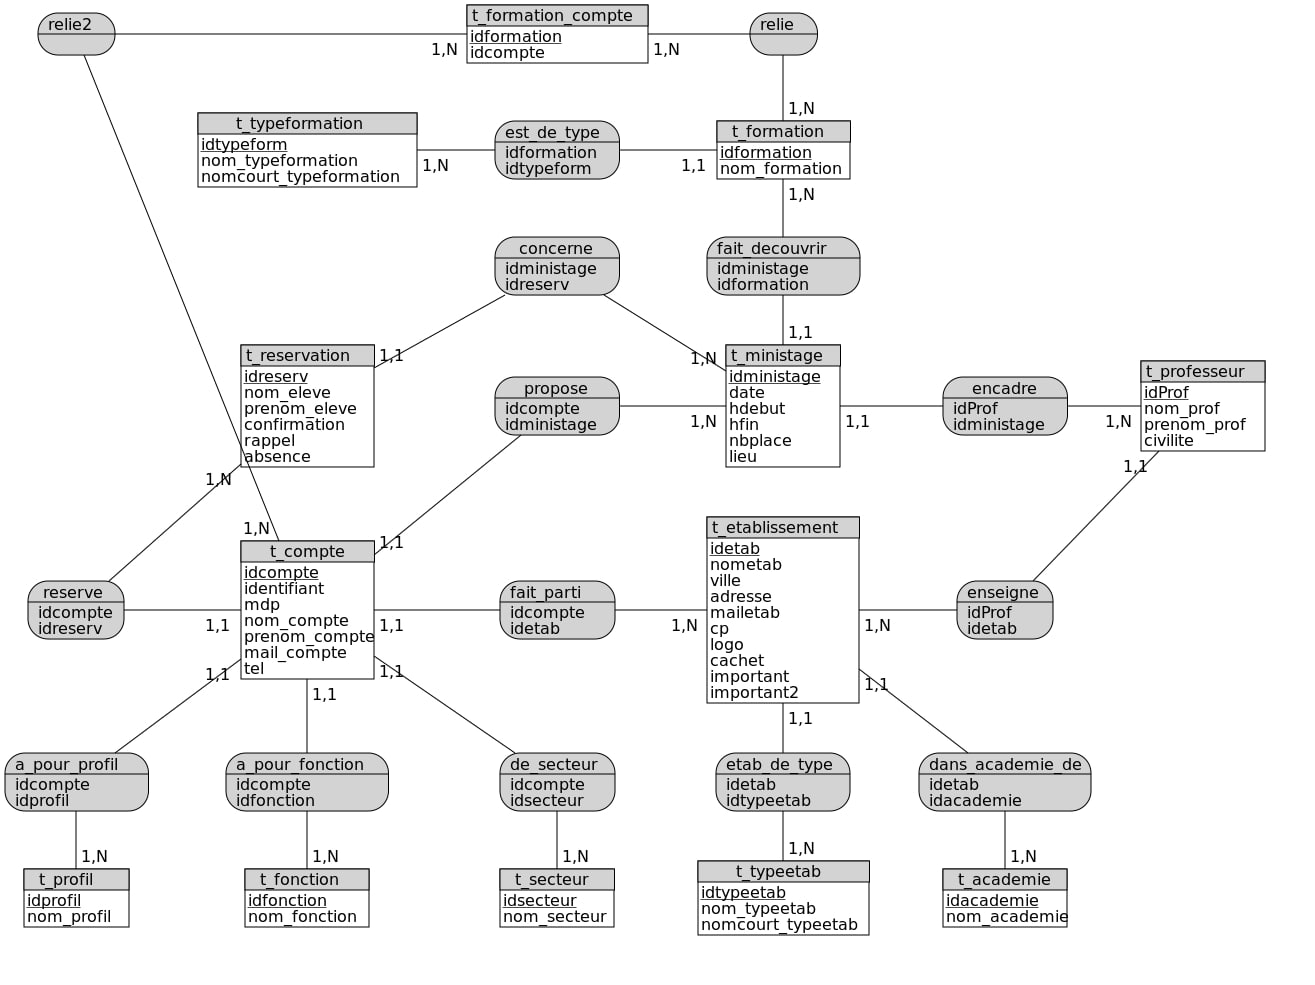 relie2
t_formation_compte
idformation
idcompte
relie
1,N
1,N
1,N
t_typeformation
idtypeform
nom_typeformation
nomcourt_typeformation
1,N
est_de_type
idformation
idtypeform
1,1
t_formation
idformation
nom_formation
1,N
concerne
idministage
idreserv
fait_decouvrir
idministage
idformation
1,1
t_reservation
idreserv
nom_eleve
prenom_eleve
confirmation
rappel
absence
1,1
1,N
propose
idcompte
idministage
1,N
t_ministage
idministage
date
hdebut
hfin
nbplace
lieu
1,1
encadre
idProf
idministage
1,N
t_professeur
idProf
nom_prof
prenom_prof
civilite
1,1
1,N
1,N
1,1
reserve
idcompte
idreserv
1,1
t_compte
idcompte
identifiant
mdp
nom_compte
prenom_compte
mail_compte
tel
1,1
fait_parti
idcompte
idetab
1,N
t_etablissement
idetab
nometab
ville
adresse
mailetab
cp
logo
cachet
important
important2
1,N
enseigne
idProf
idetab
1,1
1,1
1,1
1,1
1,1
a_pour_profil
idcompte
idprofil
a_pour_fonction
idcompte
idfonction
de_secteur
idcompte
idsecteur
etab_de_type
idetab
idtypeetab
dans_academie_de
idetab
idacademie
1,N
1,N
1,N
1,N
1,N
t_profil
idprofil
nom_profil
t_fonction
idfonction
nom_fonction
t_secteur
idsecteur
nom_secteur
t_typeetab
idtypeetab
nom_typeetab
nomcourt_typeetab
t_academie
idacademie
nom_academie